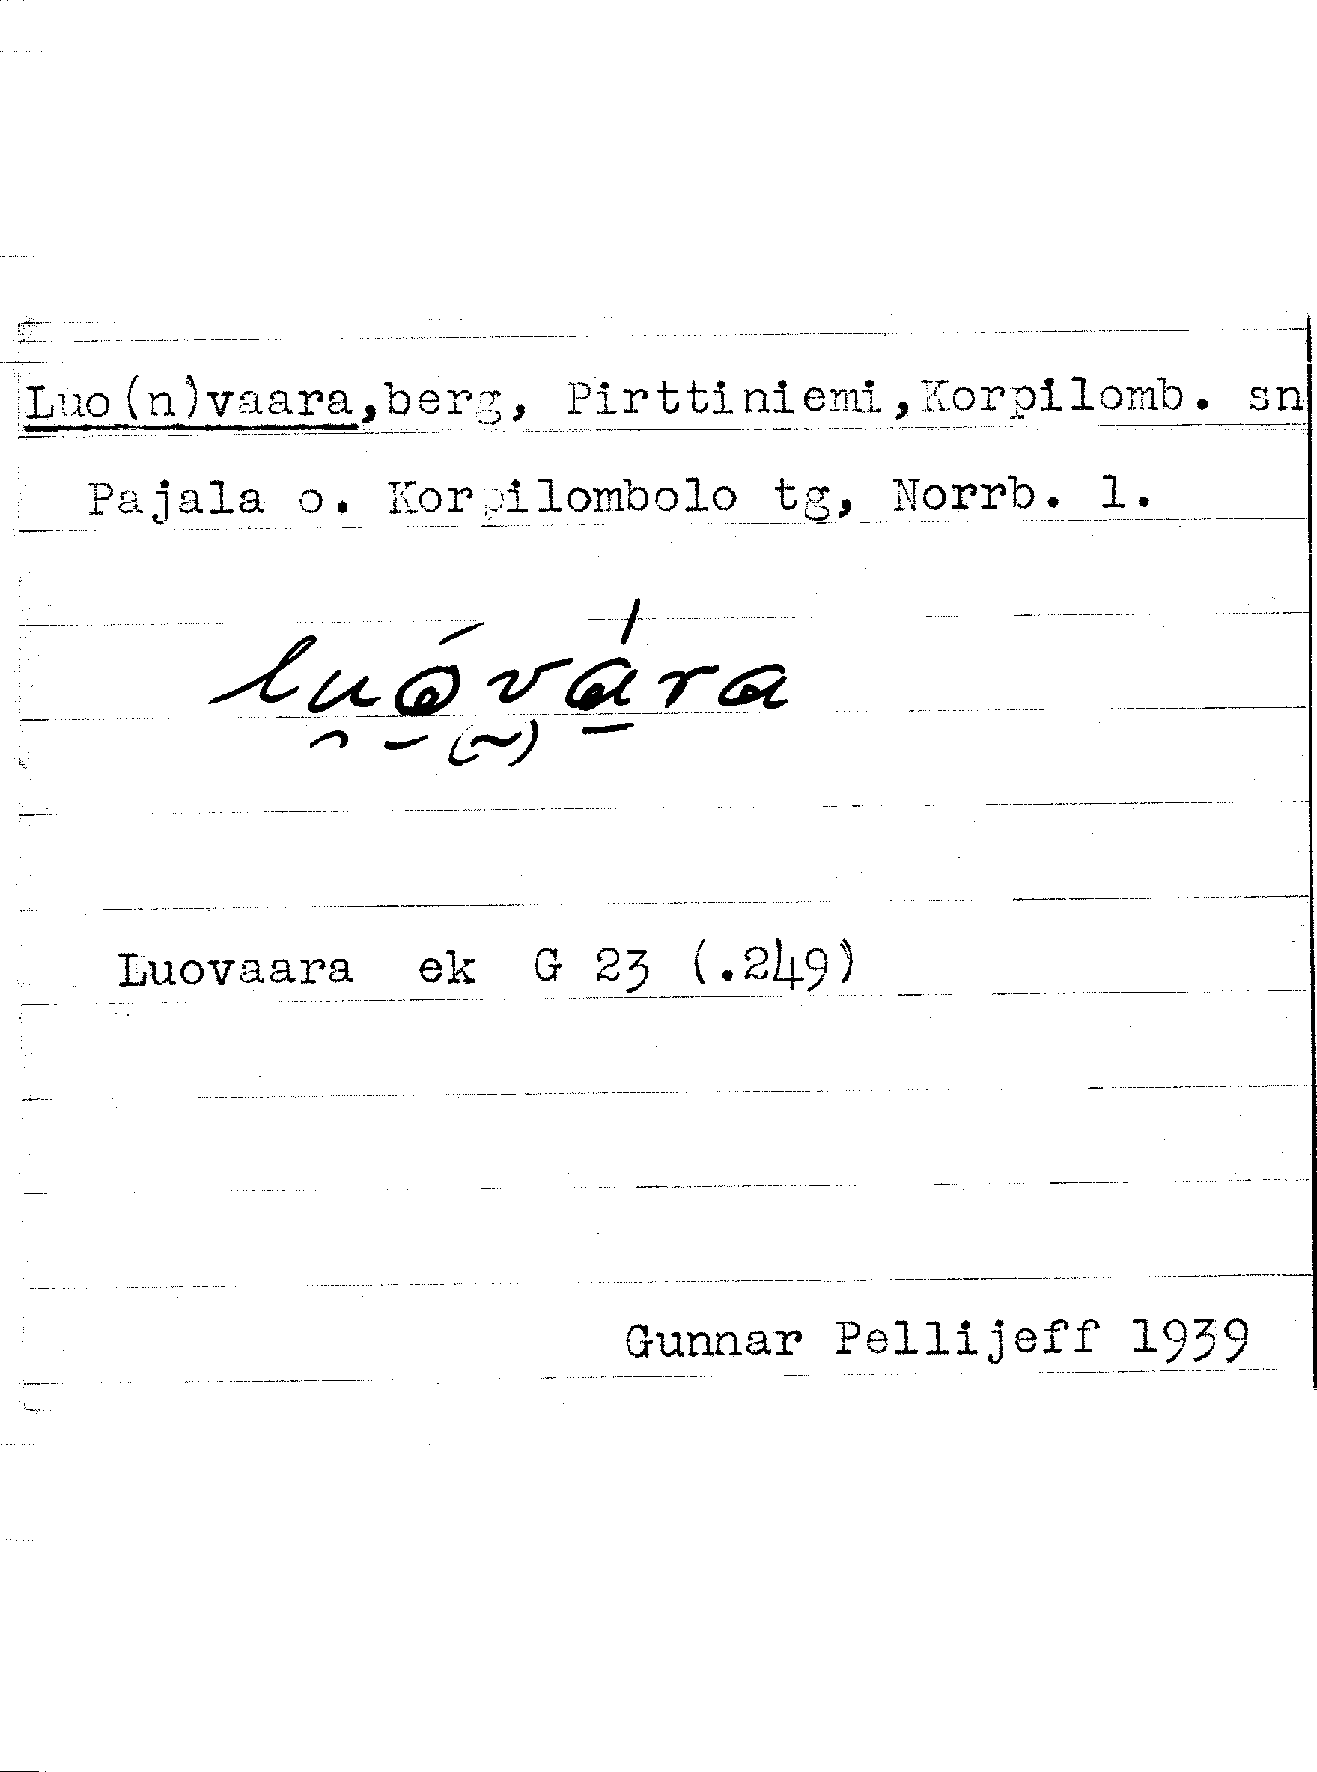 Luo(n)vaara,berg, Pirttiniemi,Korpilomb. sn
Pajala o. Korpilombolo tg, Norrb. l.
luóvára
Luovaara ek G 23 (.249)
Gunnar Pellijeff 1939